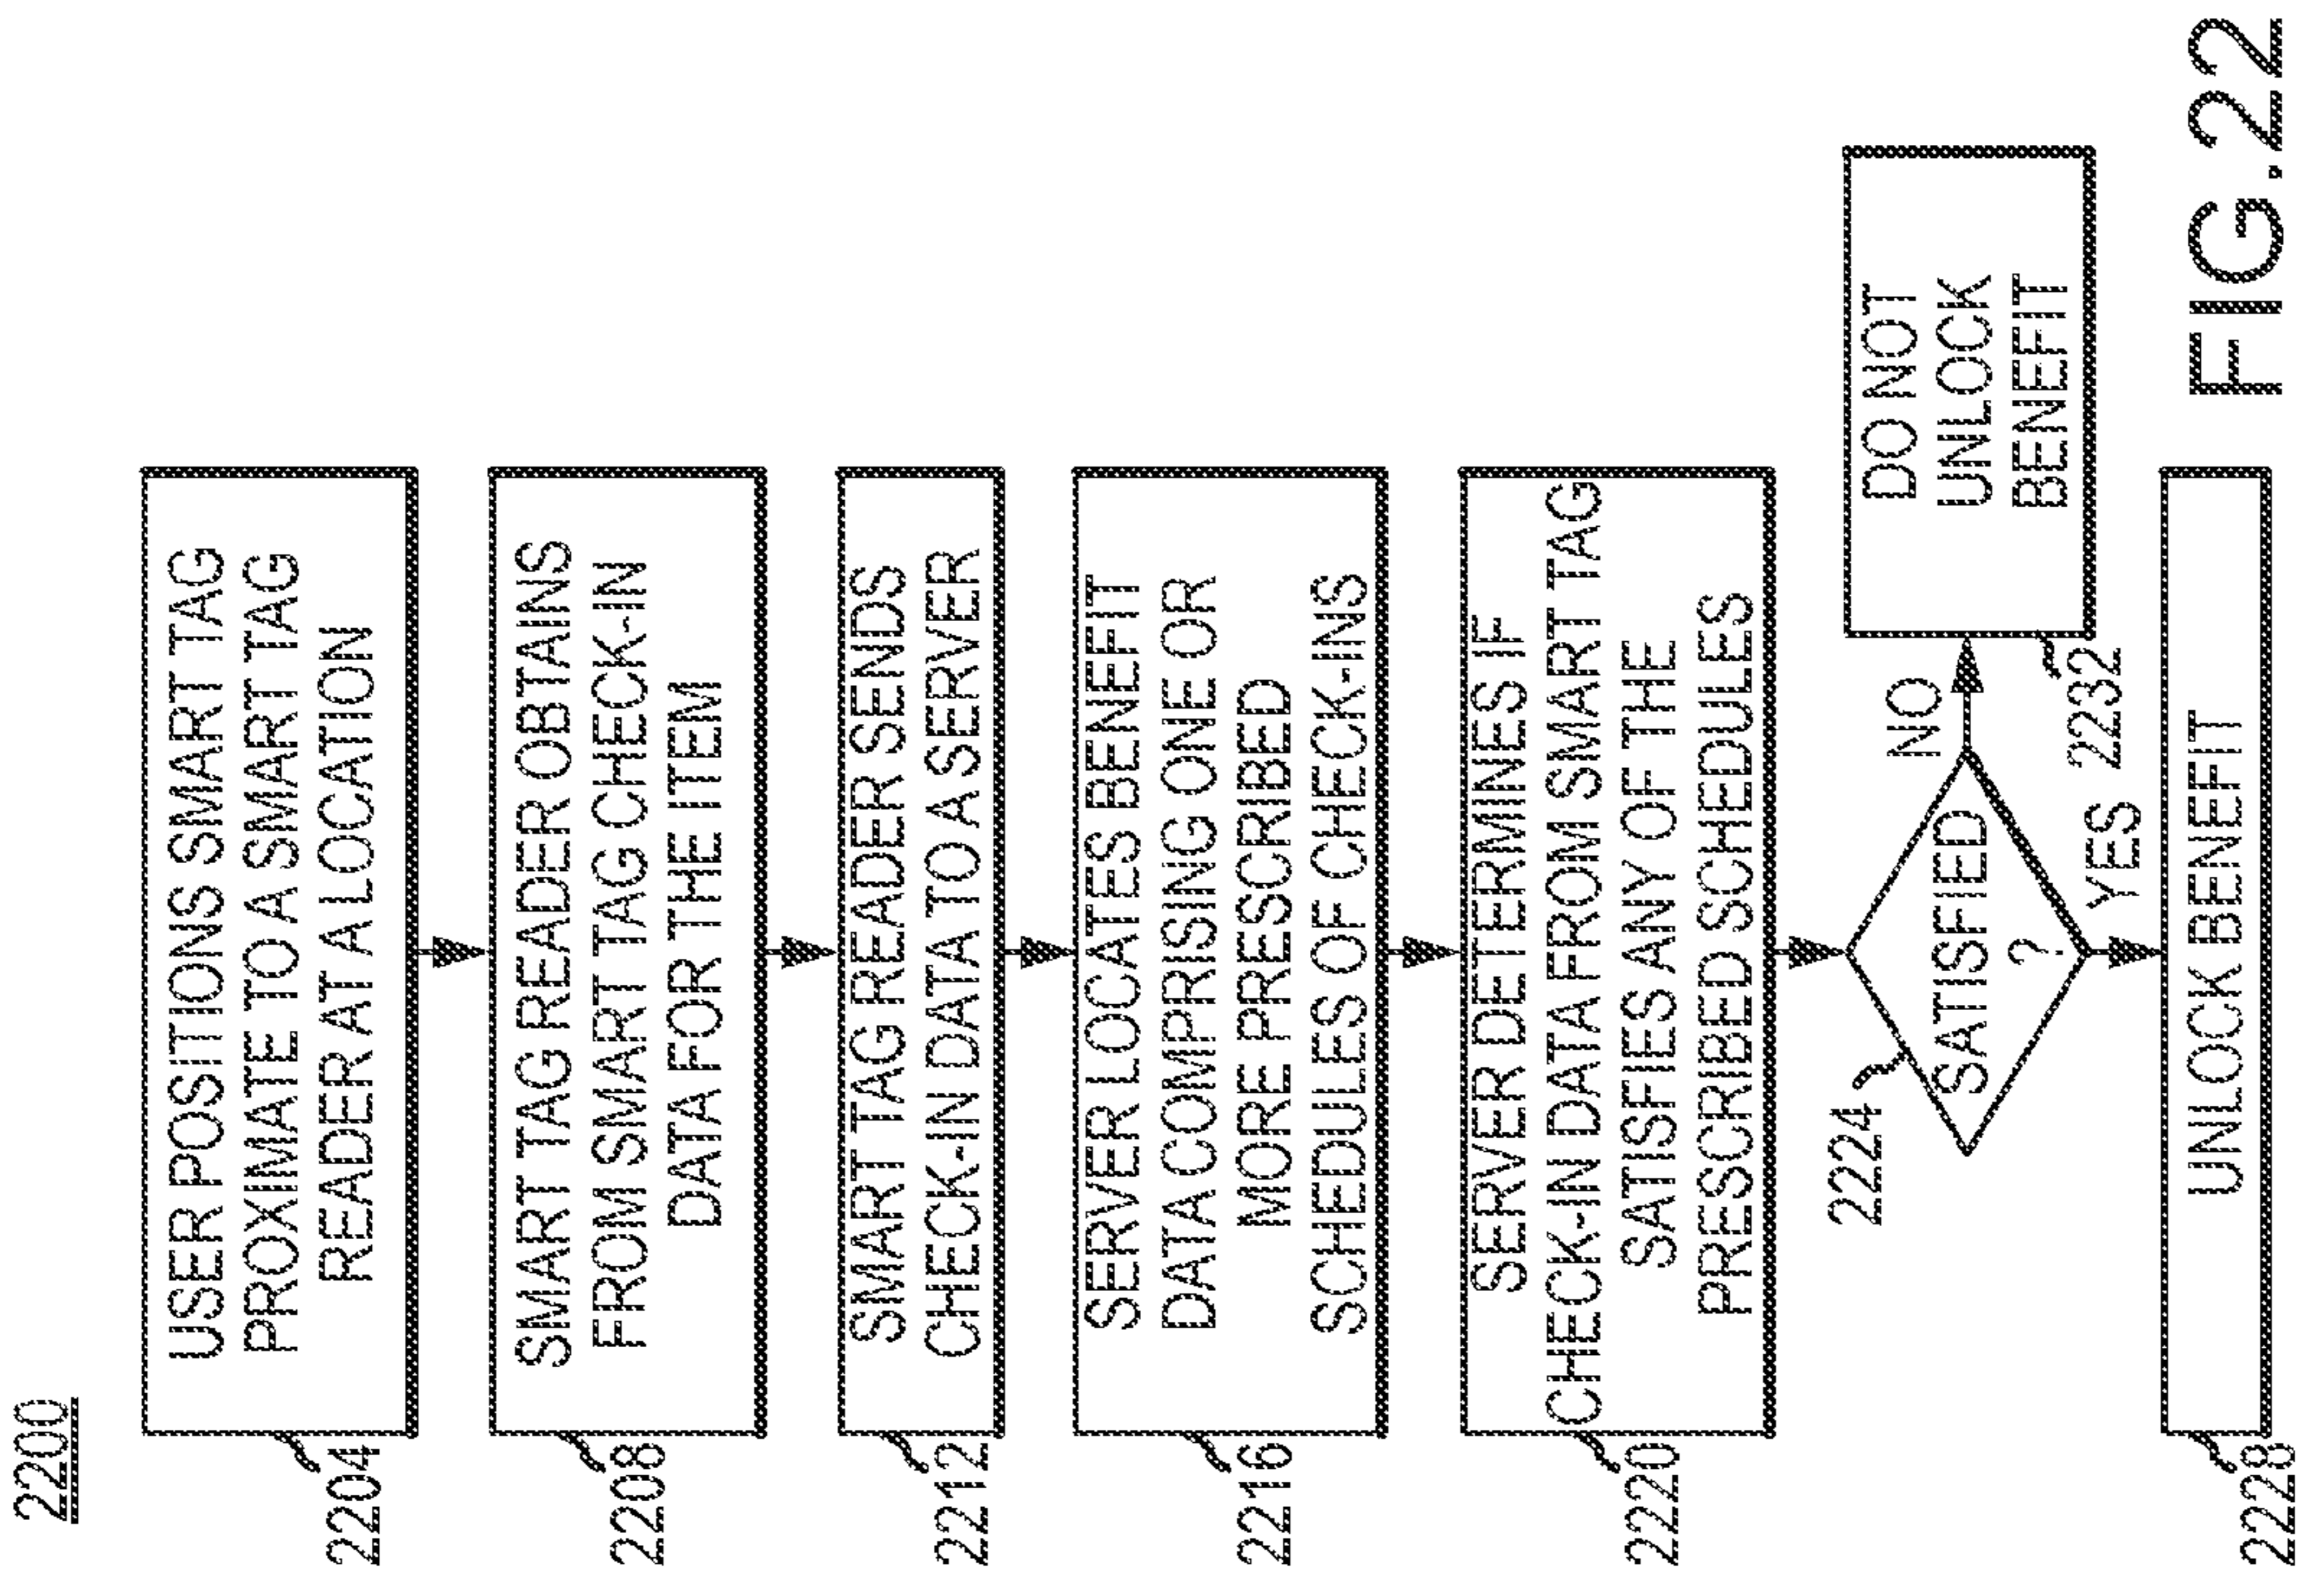 2200
USER POSITIONS SMART TAG
PROXIMATE TO A SMART TAG
READER AT A LOCATION
2204
SMART TAG READER OBTAINS
FROM SMART TAG CHECK-IN
DATA FOR THE ITEM
2208
SMART TAG READER SENDS
CHECK-IN DATA TO A SERVER
2212
SERVER LOCATES BENEFIT
DATA COMPRISING ONE OR
MORE PRESCRIBED
SCHEDULES OF CHECK-INS
2216
SERVER DETERMINES IF
CHECK-IN DATA FROM SMART TAG
SATISFIES ANY OF THE
PRESCRIBED SCHEDULES
2220
2224
SATISFIED
?
NO
DO NOT
UNLOCK
BENEFIT
2232
YES
UNLOCK BENEFIT
2228
FIG.22